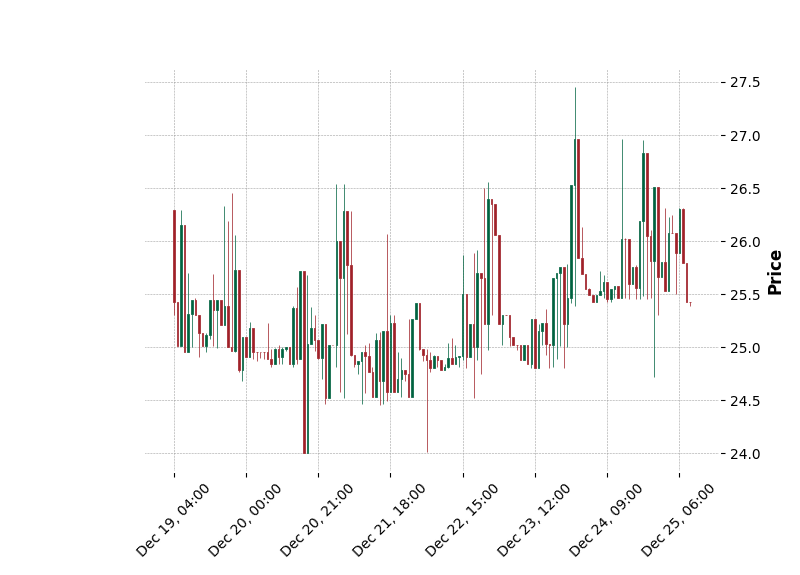 27.5
27.0
26.5
26.0
25.5
25.0
24.5
24.0
Price
Dec 19, 04:00
Dec 20, 00:00
Dec 20, 21:00
Dec 21, 18:00
Dec 22, 15:00
Dec 23, 12:00
Dec 24, 09:00
Dec 25, 06:00